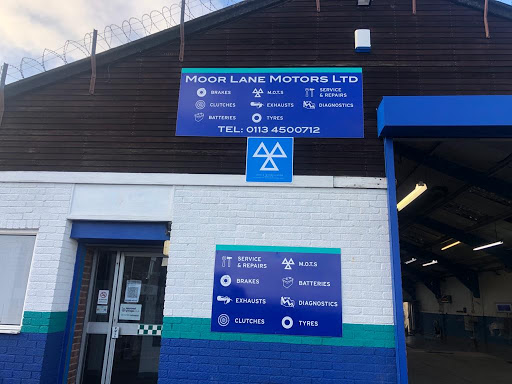 MOOR LANE MOTORS LTD
BRAKES M.O.T.S SERVICE & REPAIRS
CLUTCHES EXHAUSTS DIAGNOSTICS
BATTERIES TYRES
TEL: 0113 4500712
SERVICE & REPAIRS M.O.T.S
BRAKES BATTERIES
EXHAUSTS DIAGNOSTICS
CLUTCHES TYRES